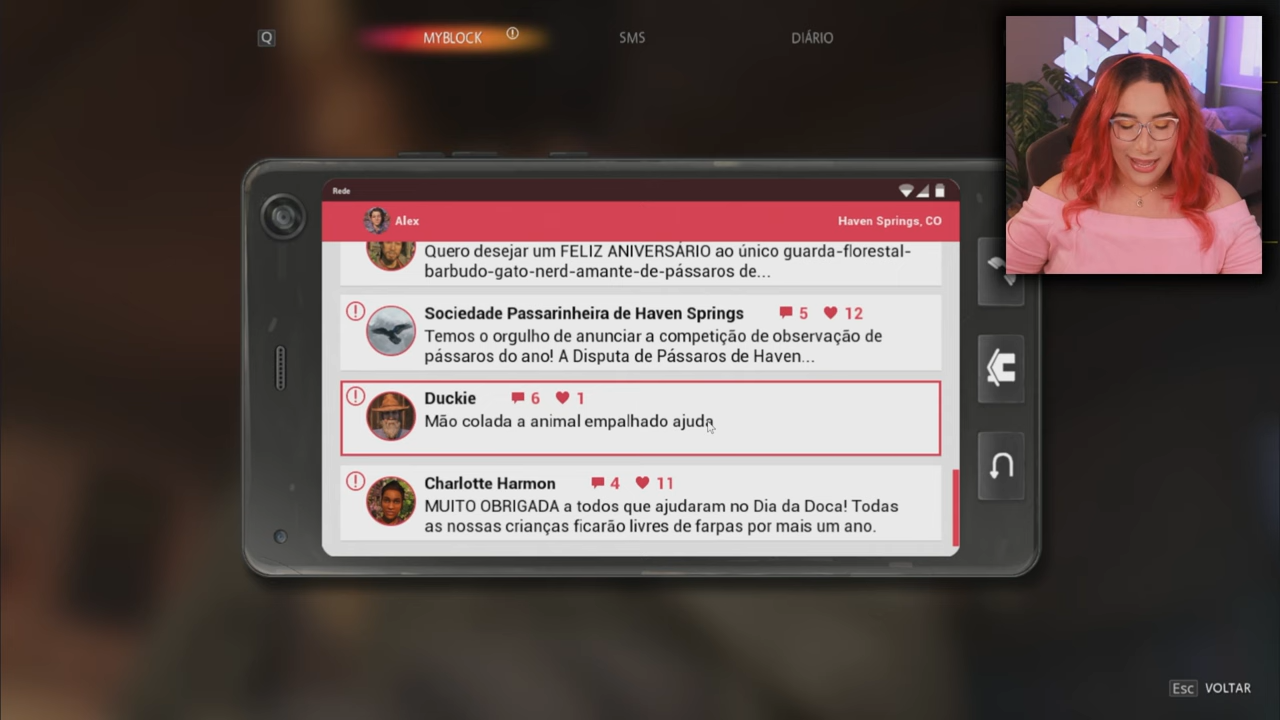 Q
MYBLOCK
SMS
DIÁRIO
Rede
Alex
Haven Springs, CO
Quero desejar um FELIZ ANIVERSÁRIO ao único guarda-florestal-
barbudo-gato-nerd-amante-de-pássaros de...
Sociedade Passarinheira de Haven Springs 5 12
Temos o orgulho de anunciar a competição de observação de
pássaros do ano! A Disputa de Pássaros de Haven...
Duckie 6 1
Mão colada a animal empalhado ajuda
Charlotte Harmon 4 11
MUITO OBRIGADA a todos que ajudaram no Dia da Doca! Todas
as nossas crianças ficarão livres de farpas por mais um ano.
Esc VOLTAR